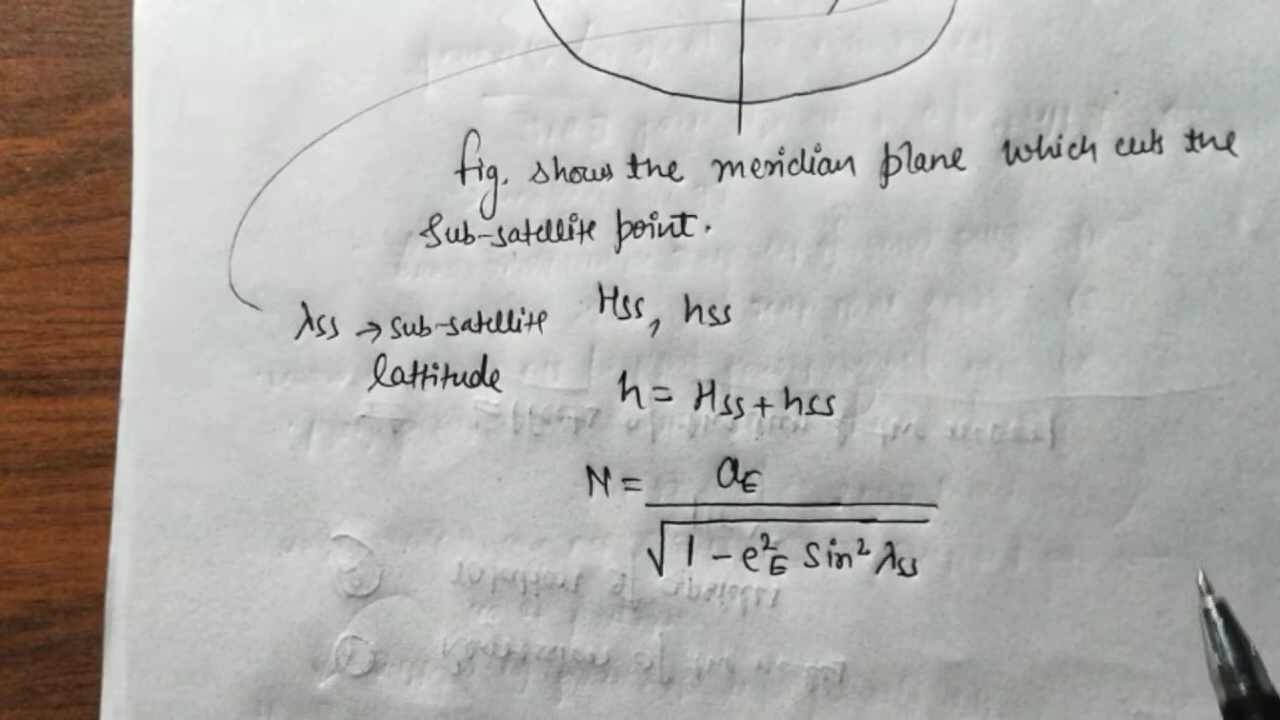 fig. shows the meridian plane which cuts the
Sub-satellite point.
λss → sub-satellite
lattitude
Hss, hss
h = Hss + hss
N = aE / √(1 - e²E Sin² λss)